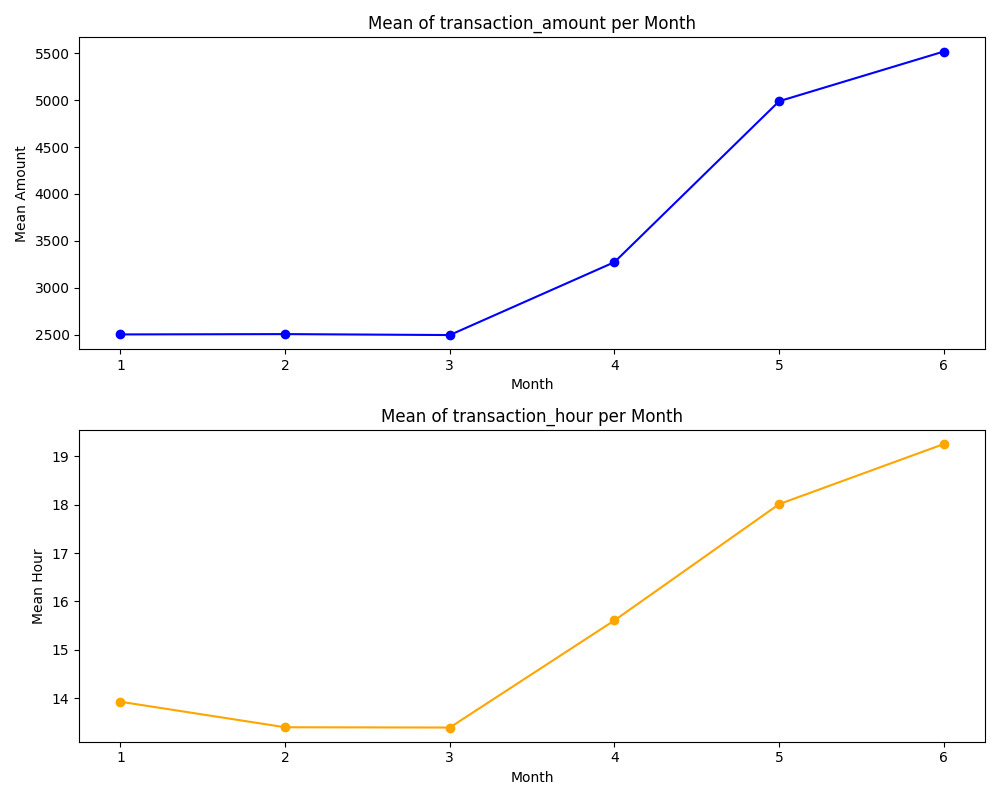 Mean of transaction_amount per Month
Mean Amount
5500
5000
4500
4000
3500
3000
2500
1 2 3 4 5 6
Month
Mean of transaction_hour per Month
Mean Hour
19
18
17
16
15
14
1 2 3 4 5 6
Month